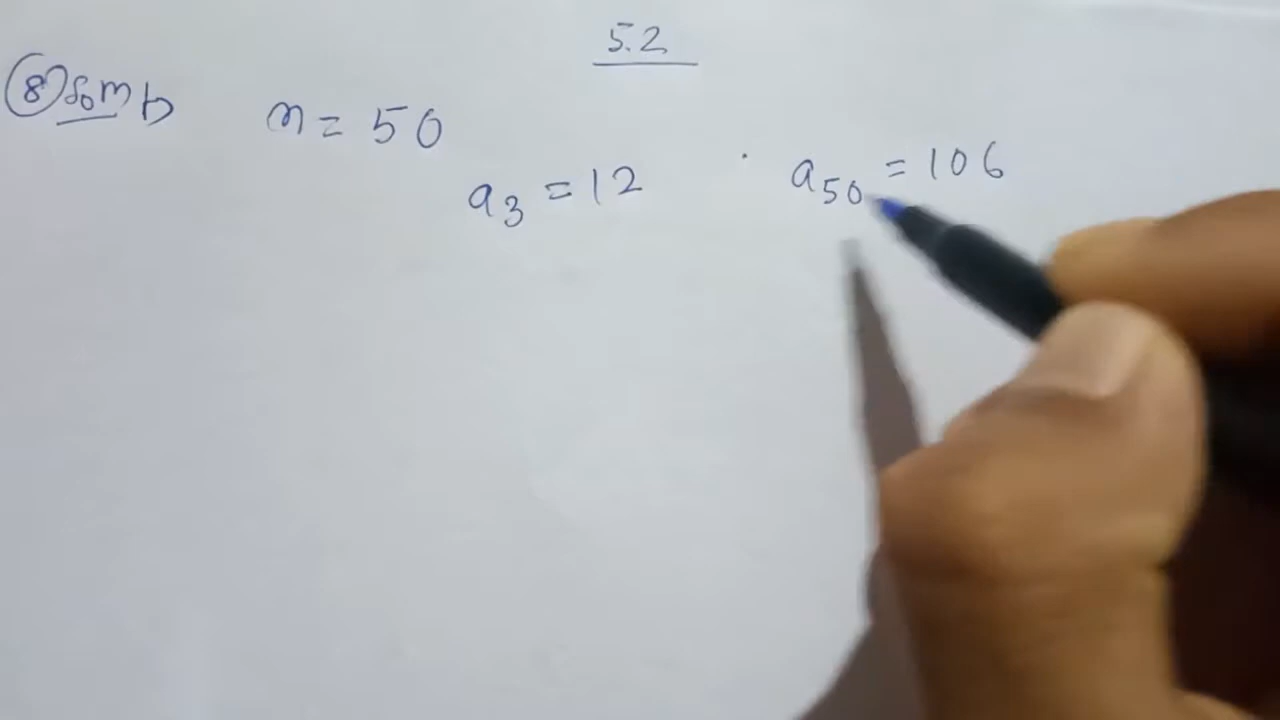 5.2
⑧ Solⁿ b n = 50
a₃ = 12 a₅₀ = 106